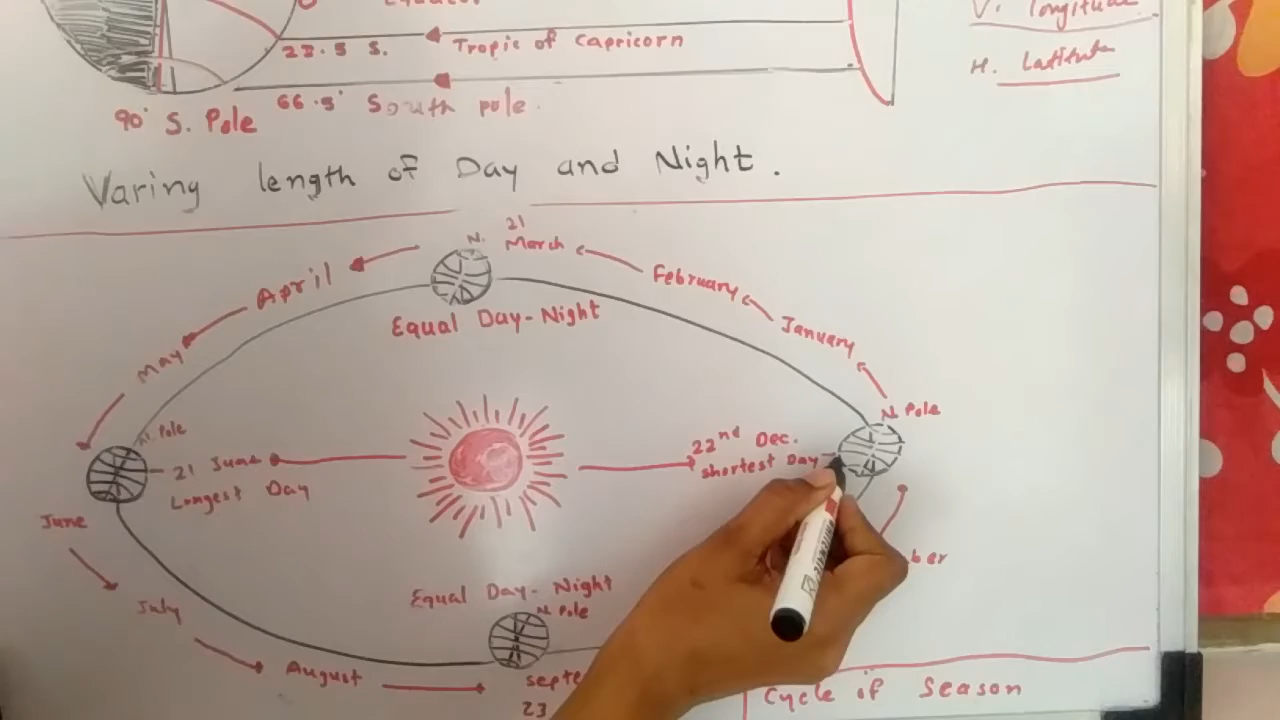 Equator
V. longitude
23.5 S. Tropic of Capricorn
H. Latitute
66.5° South pole.
90° S. Pole
Varing length of Day and Night.
21
N. March
February
April
January
Equal Day-Night
May
N. Pole
N. Pole
22nd Dec.
21 June
shortest Day
Longest Day
June
ber
Equal Day-Night
N. Pole
July
August
septe
Cycle of Season
23